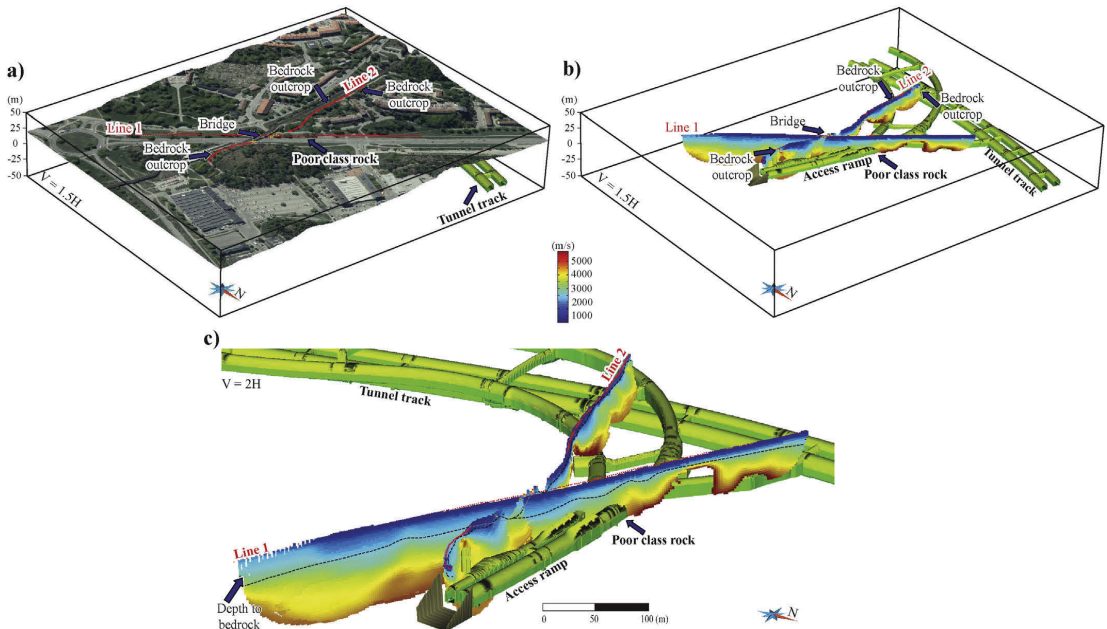 a)
(m)
50
25
0
−25
−50
V = 1.5H
Line 1
Bridge
Bedrock
outcrop
Line 2
Bedrock
outcrop
Bedrock
outcrop
Poor class rock
Tunnel track
N
b)
(m)
50
25
0
−25
−50
V = 1.5H
Line 1
Bridge
Bedrock
outcrop
Line 2
Bedrock
outcrop
Bedrock
outcrop
Access ramp
Poor class rock
Tunnel track
N
(m/s)
5000
4000
3000
2000
1000
c)
V = 2H
Tunnel track
Line 2
Line 1
Depth to
bedrock
Access ramp
Poor class rock
0
50
100 (m)
N